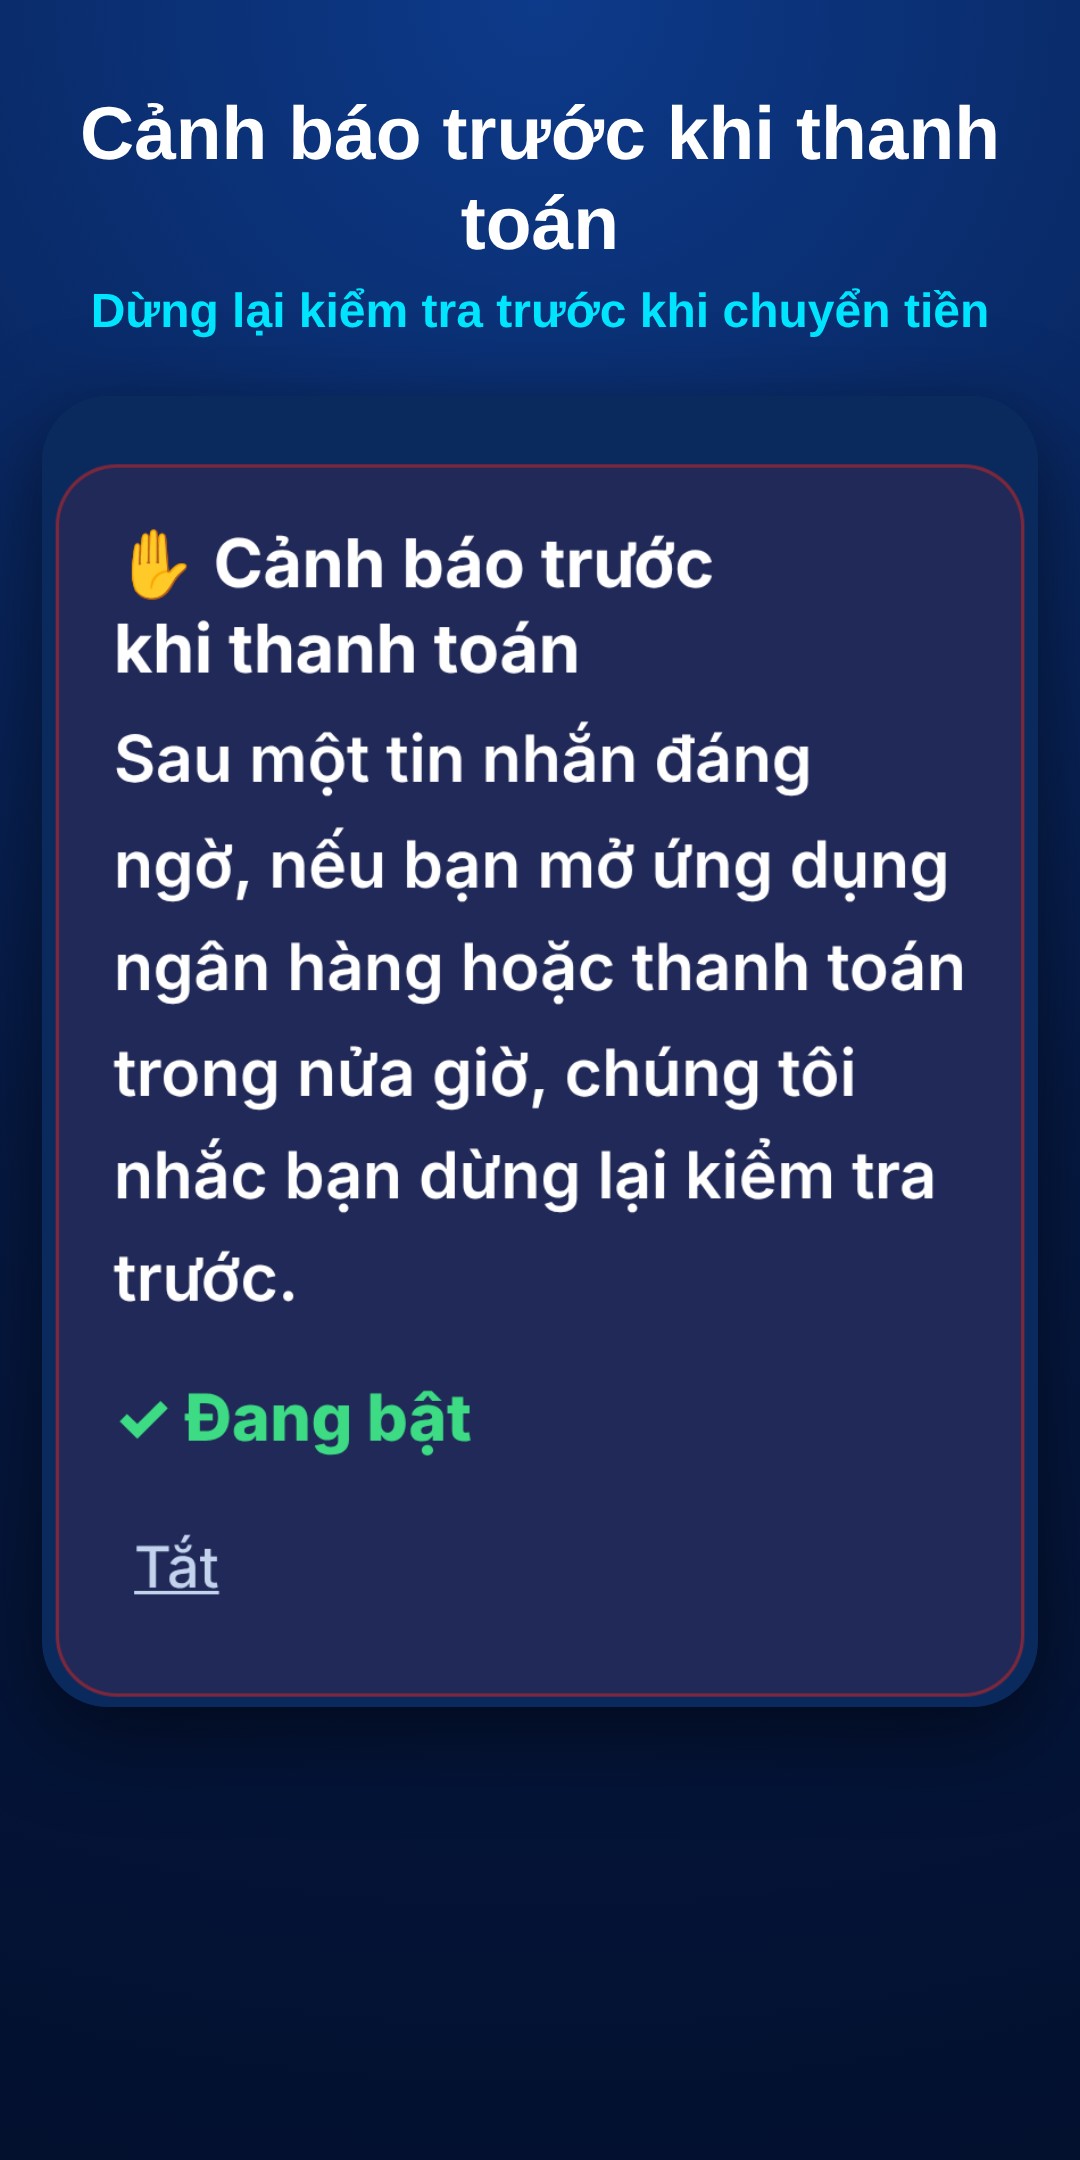 Cảnh báo trước khi thanh
toán
Dừng lại kiểm tra trước khi chuyển tiền
✋ Cảnh báo trước
khi thanh toán
Sau một tin nhắn đáng
ngờ, nếu bạn mở ứng dụng
ngân hàng hoặc thanh toán
trong nửa giờ, chúng tôi
nhắc bạn dừng lại kiểm tra
trước.
✓ Đang bật
Tắt